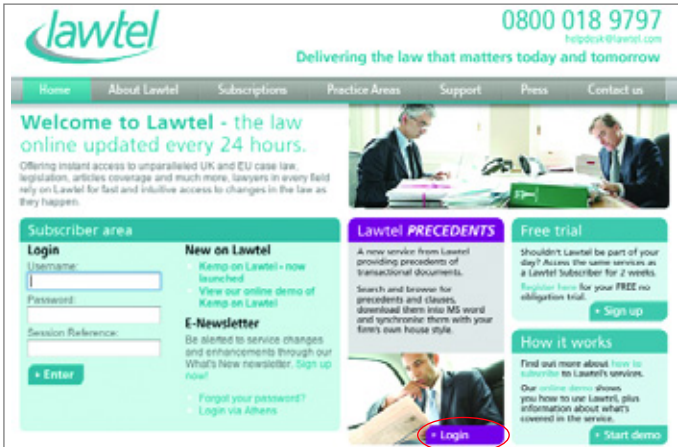 lawtel
0800 018 9797
helpdesk@lawtel.com
Delivering the law that matters today and tomorrow
Home
About Lawtel
Subscriptions
Practice Areas
Support
Press
Contact us
Welcome to Lawtel - the law
online updated every 24 hours.
Offering instant access to unparalleled UK and EU case law,
legislation, articles coverage and much more, lawyers in every field
rely on Lawtel for fast and intuitive access to changes in the law as
they happen.
Subscriber area
Login
Username:
Password:
Session Reference:
Enter
New on Lawtel
Kemp on Lawtel - now
launched
View our online demo of
Kemp on Lawtel
E-Newsletter
Be alerted to service changes
and enhancements through our
What's New newsletter. Sign up
now!
Forgot your password?
Login via Athens
Lawtel PRECEDENTS
A new service from Lawtel
providing precedents of
transactional documents.
Search and browse for
precedents and clauses,
download them into MS word
and synchronise them with your
firm's own house style.
Login
Free trial
Shouldn't Lawtel be part of your
day? Access the same services as
a Lawtel Subscriber for 2 weeks.
Register here for your FREE no
obligation trial.
Sign up
How it works
Find out more about how to
subscribe to Lawtel's services.
Our online demo shows
you how to use Lawtel, plus
information about what's
covered in the service.
Start demo